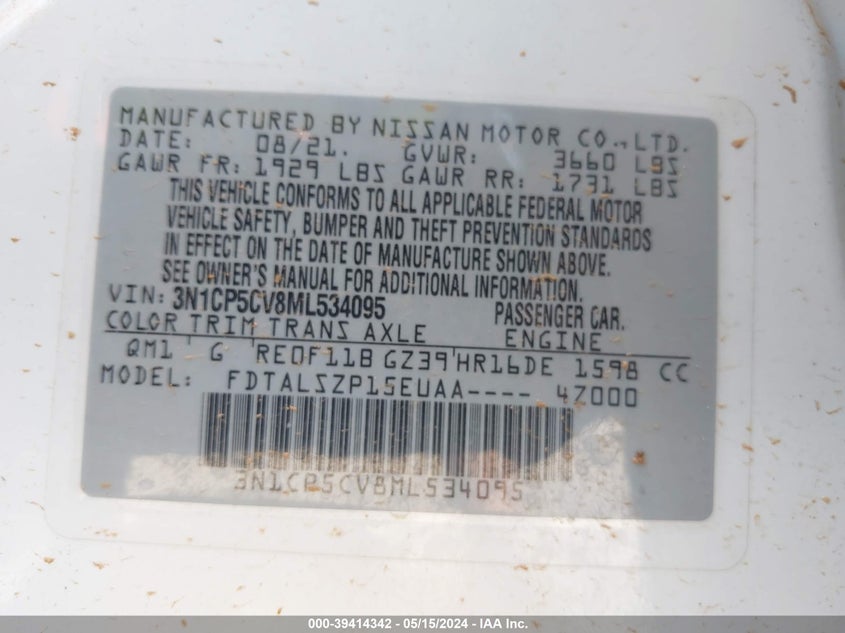 MANUFACTURED BY NISSAN MOTOR CO.,LTD.
DATE: 08/21. GVWR: 3660 LBS
GAWR FR: 1929 LBS GAWR RR: 1731 LBS
THIS VEHICLE CONFORMS TO ALL APPLICABLE FEDERAL MOTOR
VEHICLE SAFETY, BUMPER AND THEFT PREVENTION STANDARDS
IN EFFECT ON THE DATE OF MANUFACTURE SHOWN ABOVE.
SEE OWNER'S MANUAL FOR ADDITIONAL INFORMATION.
VIN: 3N1CP5CV8ML534095 PASSENGER CAR.
COLOR TRIM TRANS AXLE ENGINE
QM1 G RE0F11B GZ39 HR16DE 1598 CC
MODEL: FDTALSZP15EUAA---- 47000
3N1CP5CV8ML534095
000-39414342 - 05/15/2024 - IAA Inc.